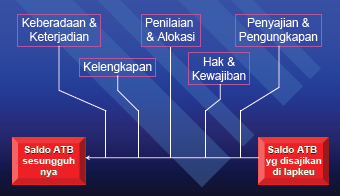 Keberadaan &
Keterjadian
Penilaian
& Alokasi
Penyajian &
Pengungkapan
Kelengkapan
Hak &
Kewajiban
Saldo ATB
sesungguh
nya
Saldo ATB
yg disajikan
di lapkeu